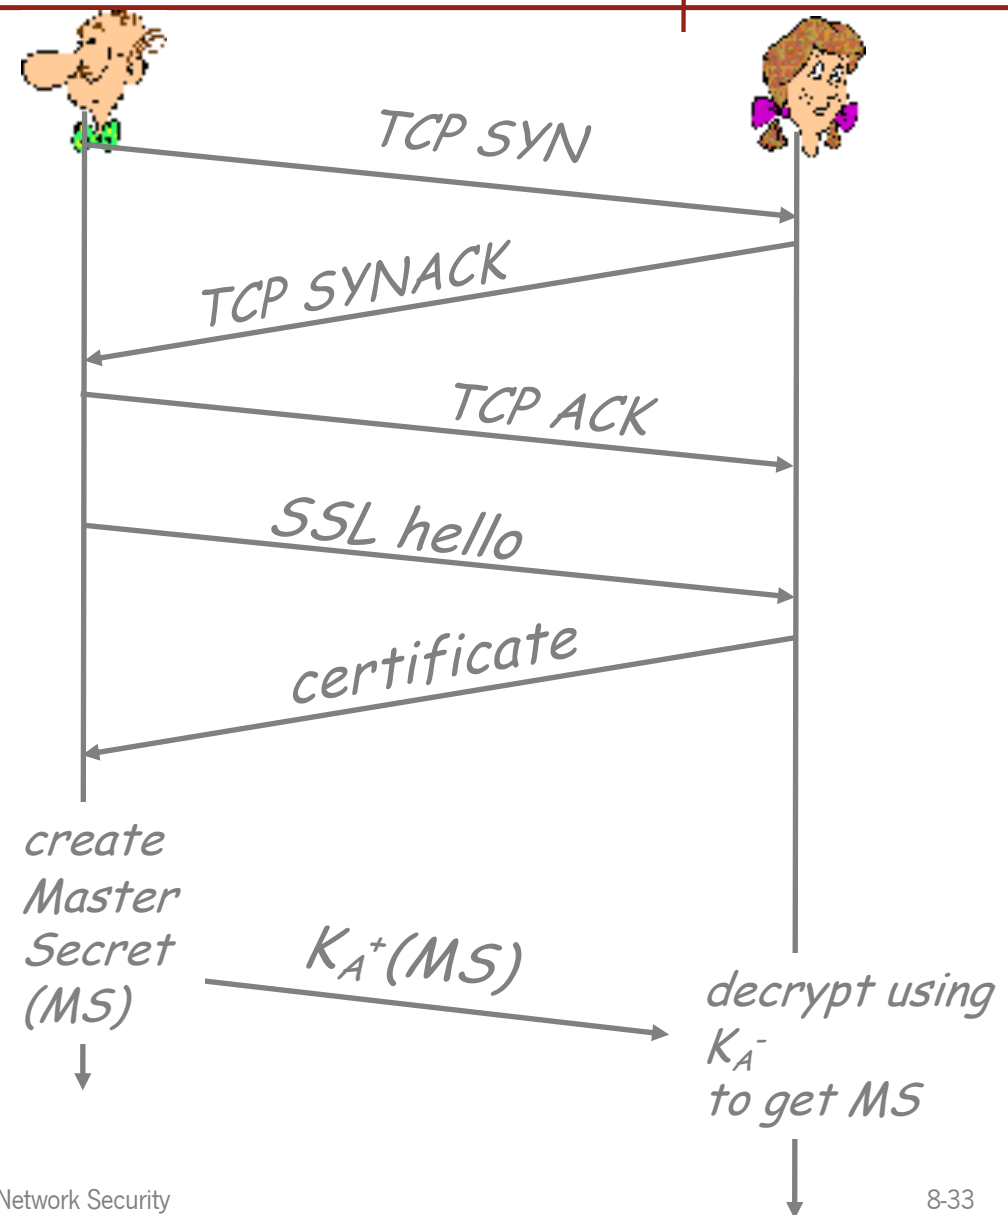 TCP SYN
TCP SYNACK
TCP ACK
SSL hello
certificate
create
Master
Secret
(MS)
K_A⁺(MS)
decrypt using
K_A⁻
to get MS
Network Security
8-33